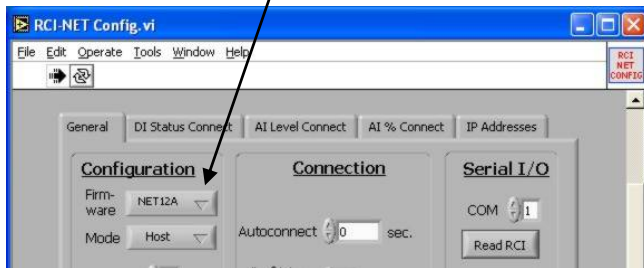 RCI-NET Config.vi
File Edit Operate Tools Window Help
RCI
NET
CONFIG
General DI Status Connect AI Level Connect AI % Connect IP Addresses
Configuration
Firm-
ware NET12A
Mode Host
Connection
Autoconnect 0 sec.
Serial I/O
COM 1
Read RCI